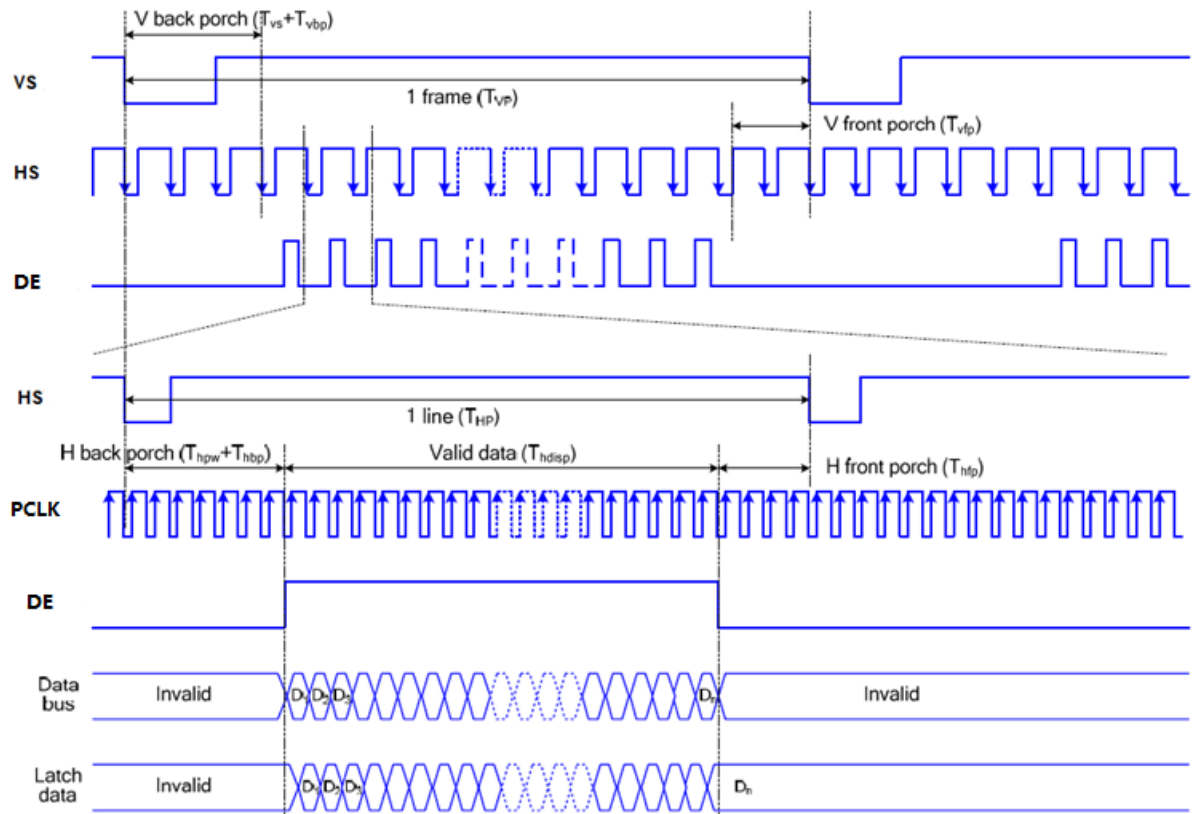 V back porch (Tvs+Tvbp)
VS
1 frame (TVP)
V front porch (Tvfp)
HS
DE
HS
1 line (THP)
H back porch (Thpw+Thbp)
Valid data (Thdisp)
H front porch (Thfp)
PCLK
DE
Data
bus
Invalid
D1
D2
D3
Dn
Invalid
Latch
data
Invalid
D1
D2
D3
Dn